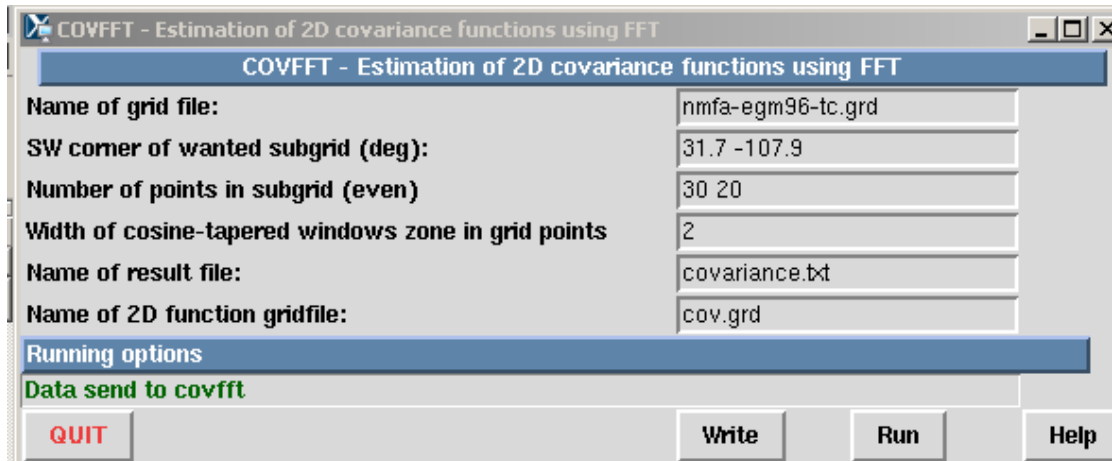 COVFFT - Estimation of 2D covariance functions using FFT
COVFFT - Estimation of 2D covariance functions using FFT
Name of grid file: nmfa-egm96-tc.grd
SW corner of wanted subgrid (deg): 31.7 -107.9
Number of points in subgrid (even) 30 20
Width of cosine-tapered windows zone in grid points 2
Name of result file: covariance.txt
Name of 2D function gridfile: cov.grd
Running options
Data send to covfft
QUIT Write Run Help